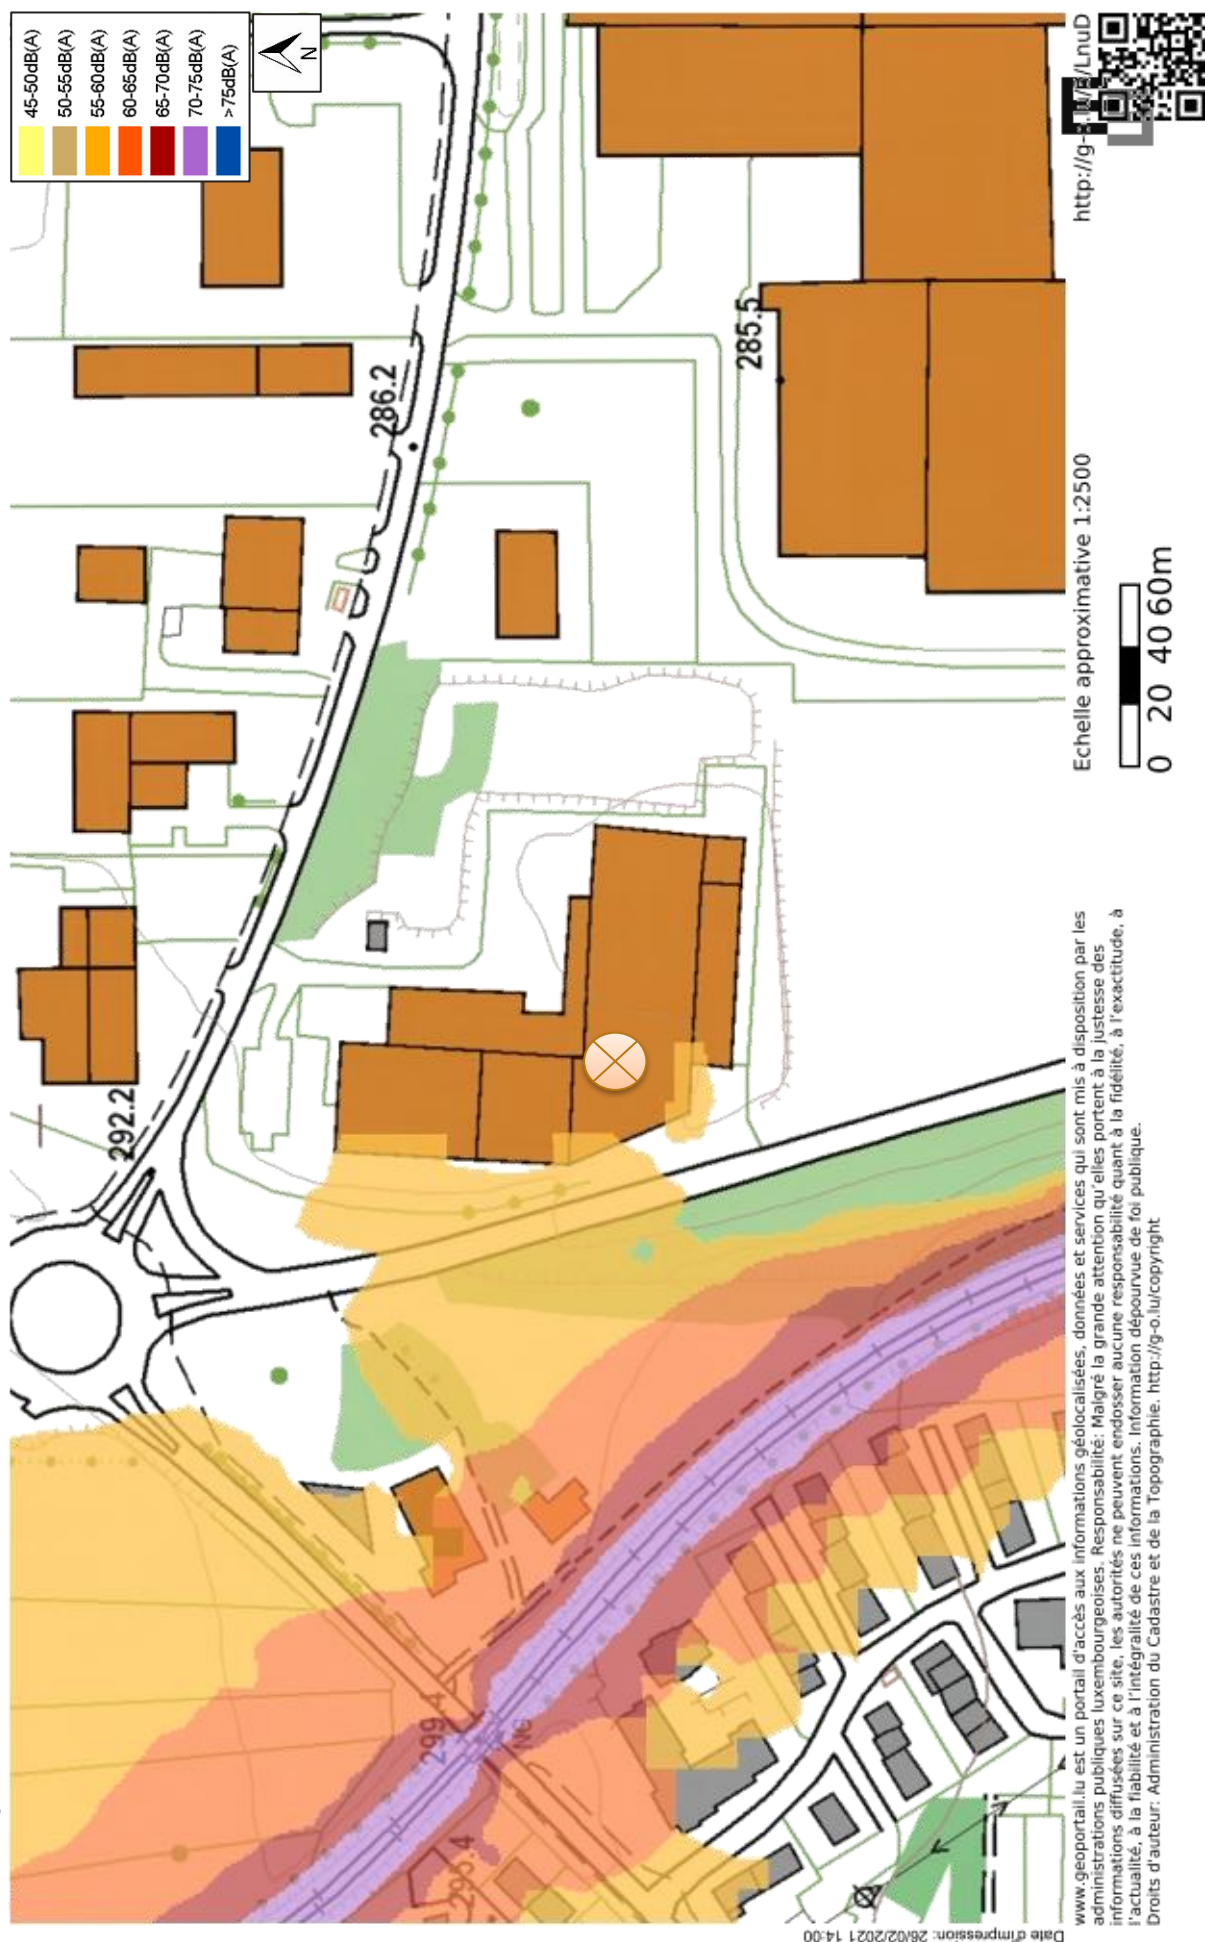 45-50dB(A)
50-55dB(A)
55-60dB(A)
60-65dB(A)
65-70dB(A)
70-75dB(A)
>75dB(A)
N
286.2
285.5
292.2
299.4
295.4
Echelle approximative 1:2500
0 20 40 60m
www.geoportail.lu est un portail d'accès aux informations géolocalisées, données et services qui sont mis à disposition par les
administrations publiques luxembourgeoises. Responsabilité: Malgré la grande attention qu'elles portent à la justesse des
informations diffusées sur ce site, les autorités ne peuvent endosser aucune responsabilité quant à la fidélité, à l'exactitude, à
l'actualité, à la fiabilité et à l'intégralité de ces informations. Information dépourvue de foi publique.
Droits d'auteur: Administration du Cadastre et de la Topographie. http://g-o.lu/copyright
Date d'impression: 26/02/2021 14:00